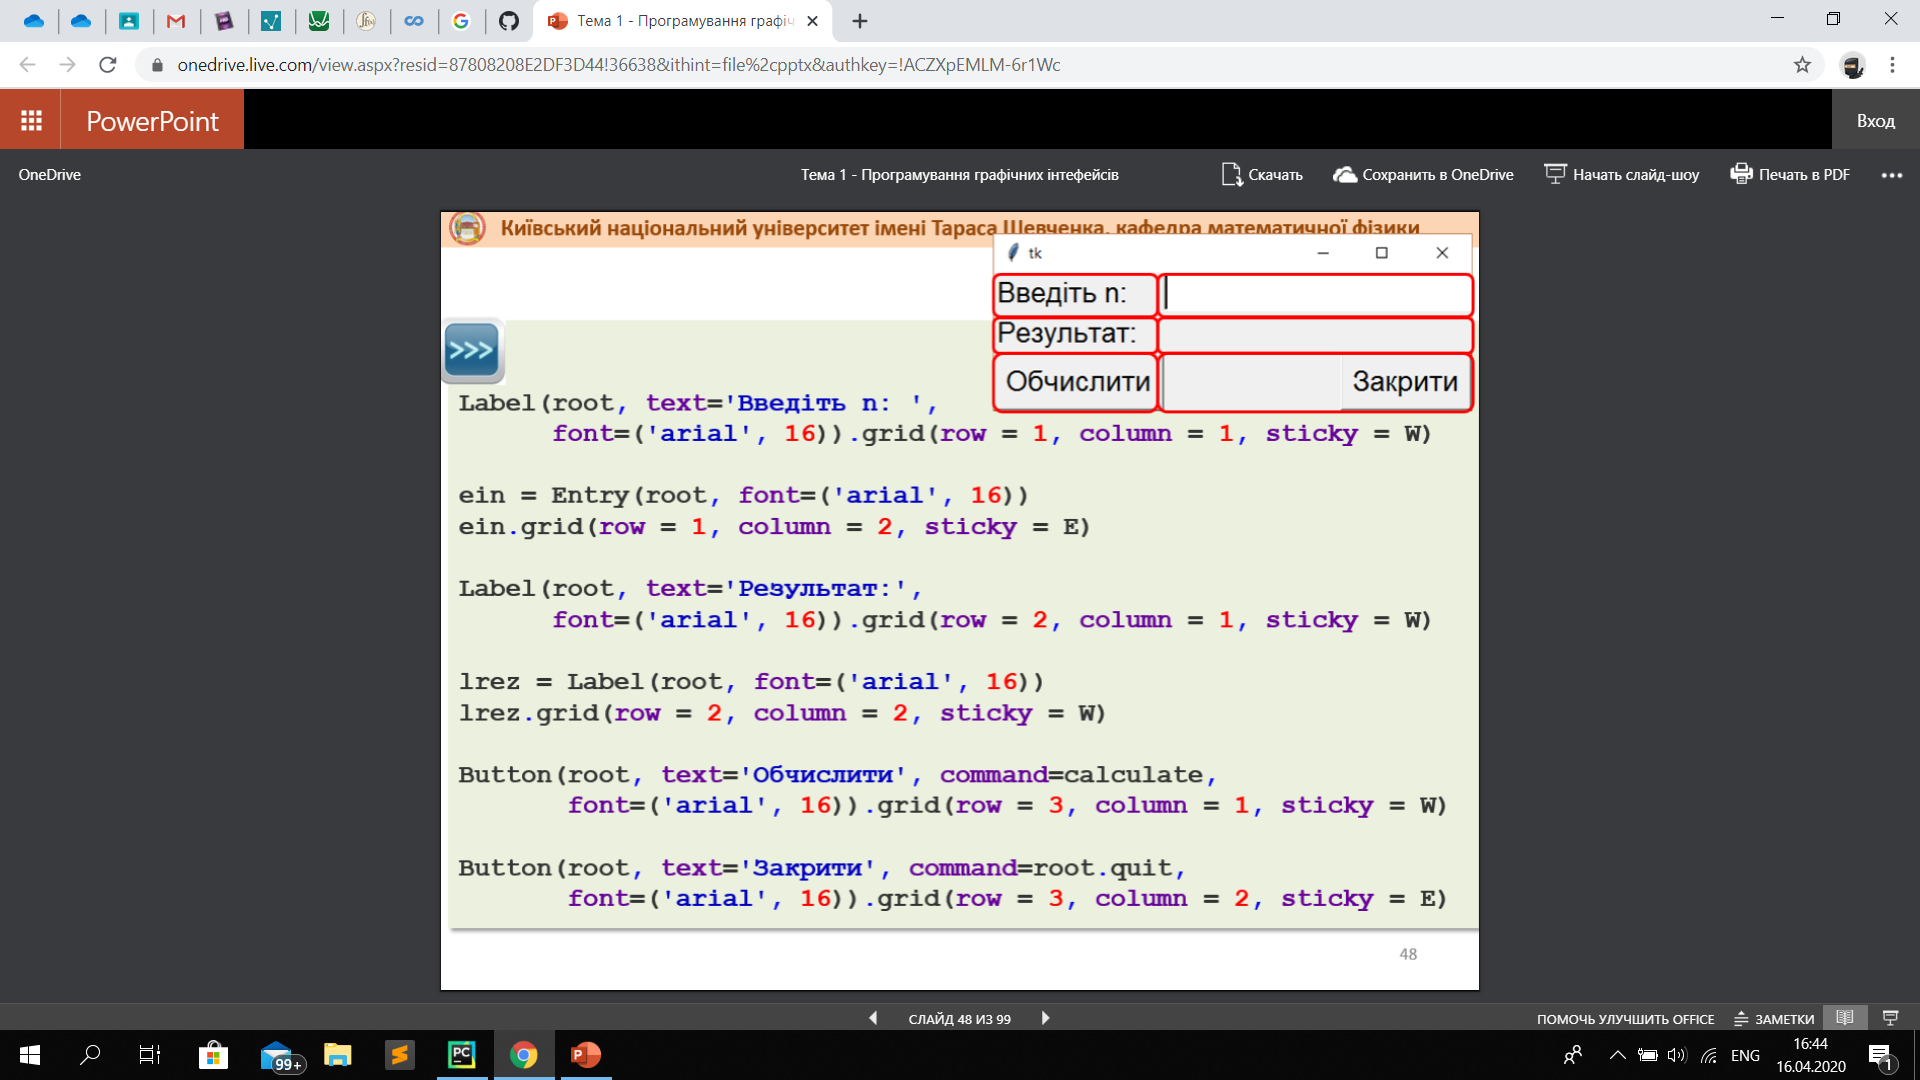 Тема 1 - Програмування графіч
onedrive.live.com/view.aspx?resid=87808208E2DF3D44!36638&ithint=file%2cpptx&authkey=!ACZXpEMLM-6r1Wc
PowerPoint
Вход
OneDrive
Тема 1 - Програмування графічних інтефейсів
Скачать
Сохранить в OneDrive
Начать слайд-шоу
Печать в PDF
Київський національний університет імені Тараса Шевченка, кафедра математичної фізики
tk
Введіть n:
Результат:
Обчислити
Закрити
>>>
Label(root, text='Введіть n: ',
font=('arial', 16)).grid(row = 1, column = 1, sticky = W)
ein = Entry(root, font=('arial', 16))
ein.grid(row = 1, column = 2, sticky = E)
Label(root, text='Результат:',
font=('arial', 16)).grid(row = 2, column = 1, sticky = W)
lrez = Label(root, font=('arial', 16))
lrez.grid(row = 2, column = 2, sticky = W)
Button(root, text='Обчислити', command=calculate,
font=('arial', 16)).grid(row = 3, column = 1, sticky = W)
Button(root, text='Закрити', command=root.quit,
font=('arial', 16)).grid(row = 3, column = 2, sticky = E)
48
СЛАЙД 48 ИЗ 99
ПОМОЧЬ УЛУЧШИТЬ OFFICE
ЗАМЕТКИ
99+
PC
ENG
16:44
16.04.2020
1